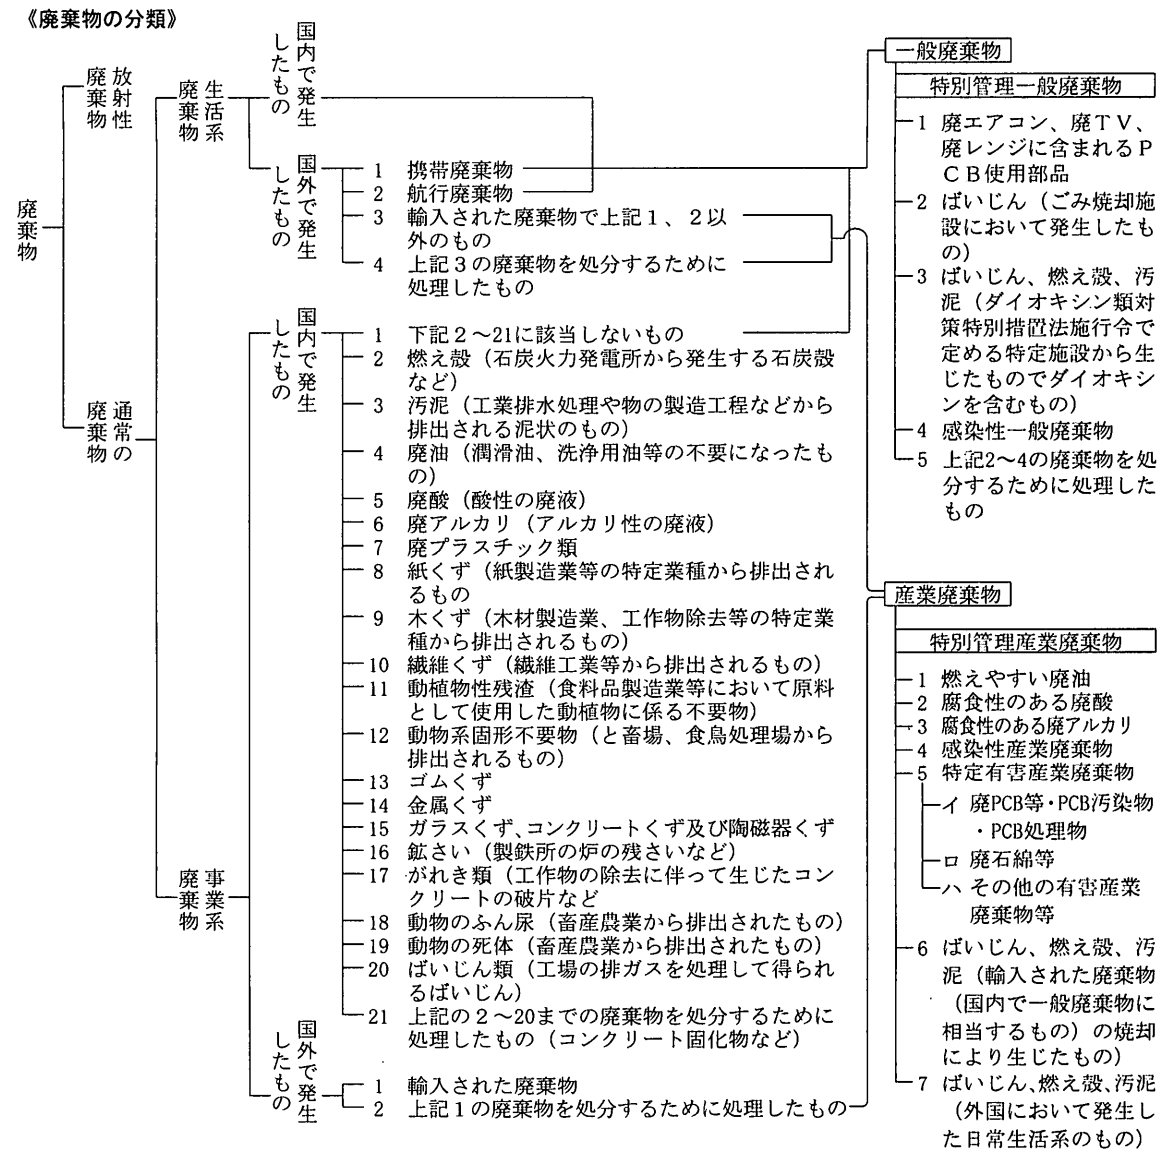 《廃棄物の分類》
廃棄物
放射性
廃棄物
通常の
廃棄物
生活系
廃棄物
事業系
廃棄物
国内で発生
したもの
国外で発生
したもの
1 携帯廃棄物
2 航行廃棄物
3 輸入された廃棄物で上記1、2以
外のもの
4 上記3の廃棄物を処分するために
処理したもの
国内で発生
したもの
1 下記2〜21に該当しないもの
2 燃え殻（石炭火力発電所から発生する石炭殻
など）
3 汚泥（工業排水処理や物の製造工程などから
排出される泥状のもの）
4 廃油（潤滑油、洗浄用油等の不要になったも
の）
5 廃酸（酸性の廃液）
6 廃アルカリ（アルカリ性の廃液）
7 廃プラスチック類
8 紙くず（紙製造業等の特定業種から排出され
るもの
9 木くず（木材製造業、工作物除去等の特定業
種から排出されるもの）
10 繊維くず（繊維工業等から排出されるもの）
11 動植物性残渣（食料品製造業等において原料
として使用した動植物に係る不要物）
12 動物系固形不要物（と畜場、食鳥処理場から
排出されるもの）
13 ゴムくず
14 金属くず
15 ガラスくず、コンクリートくず及び陶磁器くず
16 鉱さい（製鉄所の炉の残さいなど）
17 がれき類（工作物の除去に伴って生じたコン
クリートの破片など
18 動物のふん尿（畜産農業から排出されたもの）
19 動物の死体（畜産農業から排出されたもの）
20 ばいじん類（工場の排ガスを処理して得られ
るばいじん）
21 上記の2〜20までの廃棄物を処分するために
処理したもの（コンクリート固化物など）
国外で発生
したもの
1 輸入された廃棄物
2 上記1の廃棄物を処分するために処理したもの
一般廃棄物
特別管理一般廃棄物
1 廃エアコン、廃TV、
廃レンジに含まれるP
CB使用部品
2 ばいじん（ごみ焼却施
設において発生したも
の）
3 ばいじん、燃え殻、汚
泥（ダイオキシン類対
策特別措置法施行令で
定める特定施設から生
じたものでダイオキシ
ンを含むもの）
4 感染性一般廃棄物
5 上記2〜4の廃棄物を処
分するために処理した
もの
産業廃棄物
特別管理産業廃棄物
1 燃えやすい廃油
2 腐食性のある廃酸
3 腐食性のある廃アルカリ
4 感染性産業廃棄物
5 特定有害産業廃棄物
イ 廃PCB等・PCB汚染物
・PCB処理物
ロ 廃石綿等
ハ その他の有害産業
廃棄物等
6 ばいじん、燃え殻、汚
泥（輸入された廃棄物
（国内で一般廃棄物に
相当するもの）の焼却
により生じたもの）
7 ばいじん、燃え殻、汚泥
（外国において発生し
た日常生活系のもの）